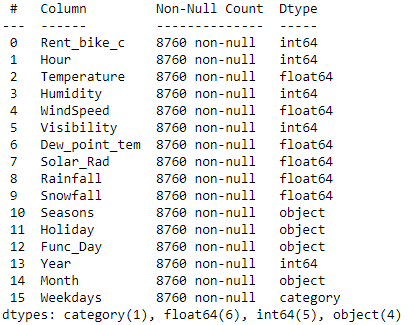 #   Column        Non-Null Count  Dtype
---  ------        --------------  -----
0   Rent_bike_c   8760 non-null   int64
1   Hour          8760 non-null   int64
2   Temperature   8760 non-null   float64
3   Humidity      8760 non-null   int64
4   WindSpeed     8760 non-null   float64
5   Visibility    8760 non-null   int64
6   Dew_point_tem 8760 non-null   float64
7   Solar_Rad     8760 non-null   float64
8   Rainfall      8760 non-null   float64
9   Snowfall      8760 non-null   float64
10  Seasons       8760 non-null   object
11  Holiday       8760 non-null   object
12  Func_Day      8760 non-null   object
13  Year          8760 non-null   int64
14  Month         8760 non-null   object
15  Weekdays      8760 non-null   category
dtypes: category(1), float64(6), int64(5), object(4)